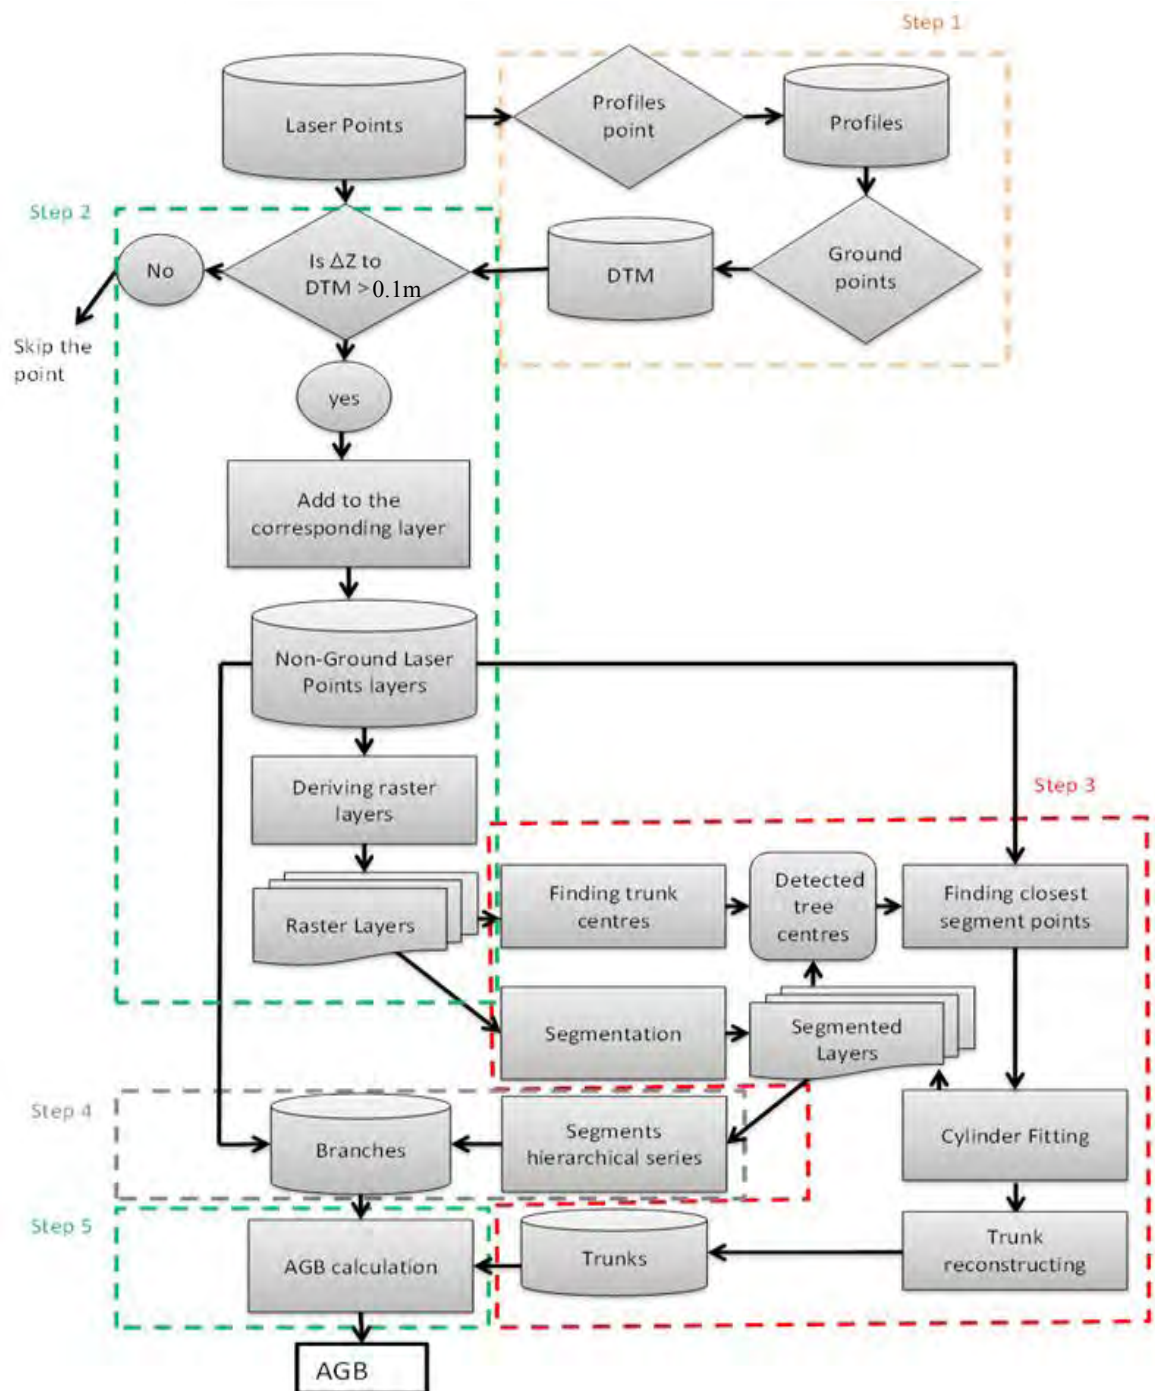 Step 1
Laser Points
Profiles
point
Profiles
Step 2
No
Is ΔZ to
DTM > 0.1m
DTM
Ground
points
Skip the
point
yes
Add to the
corresponding layer
Non-Ground Laser
Points layers
Deriving raster
layers
Step 3
Raster Layers
Finding trunk
centres
Detected
tree
centres
Finding closest
segment points
Segmentation
Segmented
Layers
Step 4
Branches
Segments
hierarchical series
Cylinder Fitting
Step 5
AGB calculation
Trunks
Trunk
reconstructing
AGB